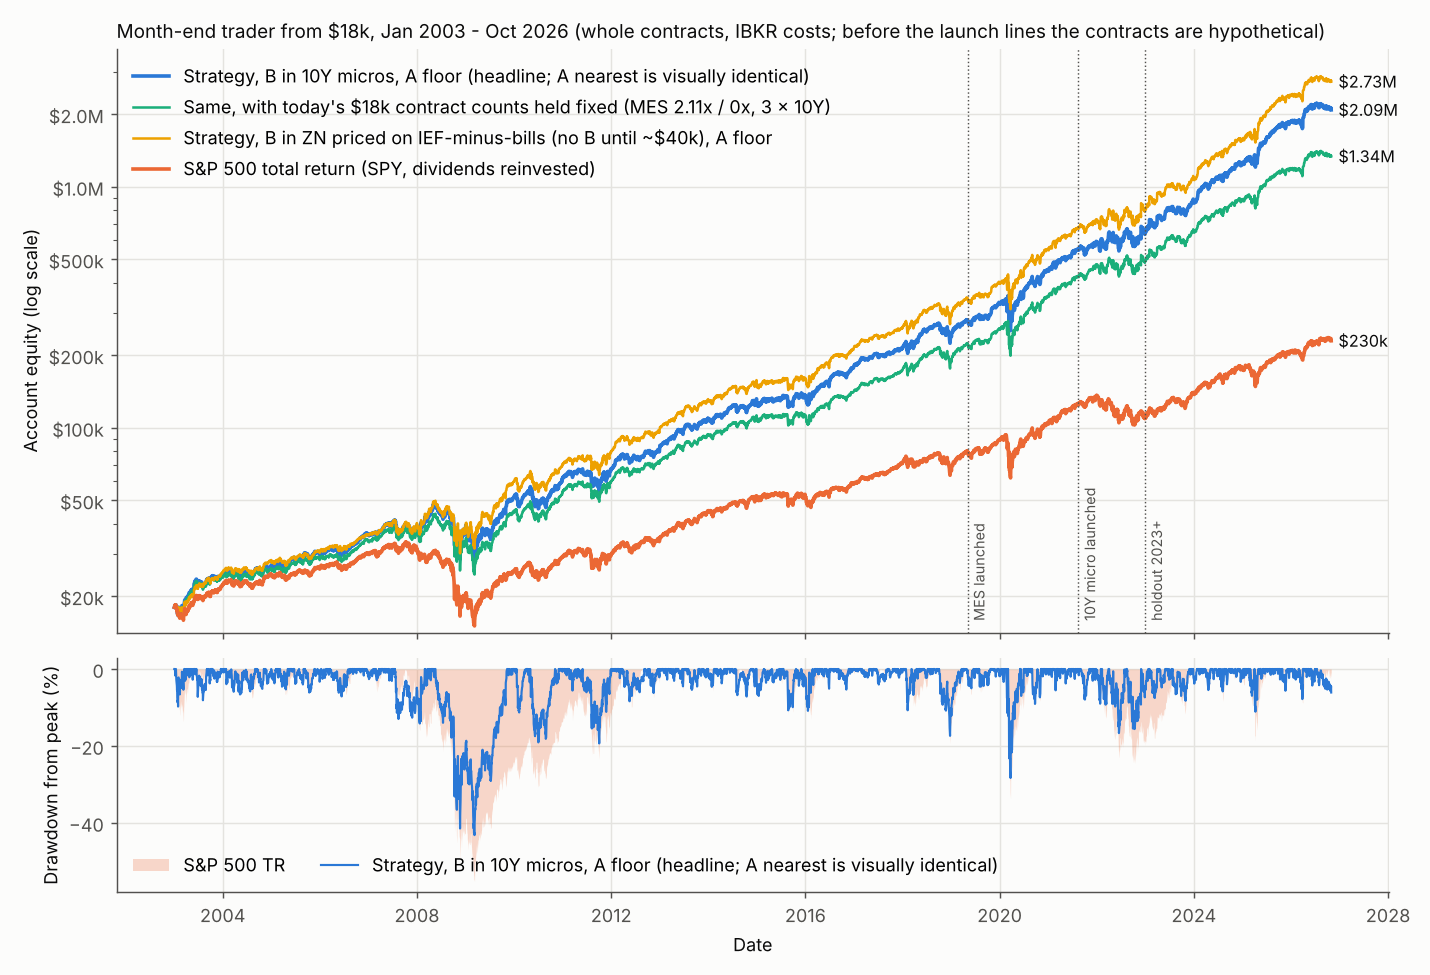 Month-end trader from $18k, Jan 2003 - Oct 2026 (whole contracts, IBKR costs; before the launch lines the contracts are hypothetical)
Strategy, B in 10Y micros, A floor (headline; A nearest is visually identical)
Same, with today's $18k contract counts held fixed (MES 2.11x / 0x, 3 × 10Y)
Strategy, B in ZN priced on IEF-minus-bills (no B until ~$40k), A floor
S&P 500 total return (SPY, dividends reinvested)
Account equity (log scale)
$2.0M
$1.0M
$500k
$200k
$100k
$50k
$20k
$2.73M
$2.09M
$1.34M
$230k
MES launched
10Y micro launched
holdout 2023+
Drawdown from peak (%)
0
−20
−40
S&P 500 TR
Strategy, B in 10Y micros, A floor (headline; A nearest is visually identical)
2004
2008
2012
2016
2020
2024
2028
Date